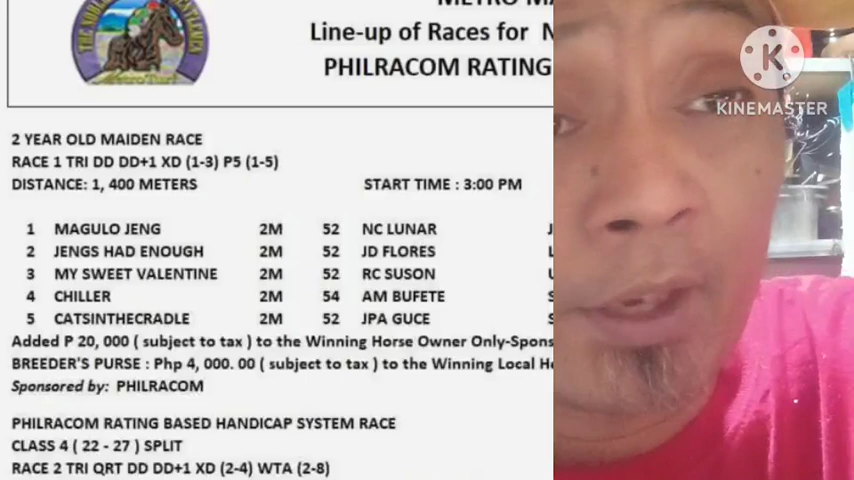 METRO MA
Line-up of Races for N
PHILRACOM RATING
MetroTurf
2 YEAR OLD MAIDEN RACE
RACE 1 TRI DD DD+1 XD (1-3) P5 (1-5)
DISTANCE: 1, 400 METERS START TIME : 3:00 PM
1 MAGULO JENG 2M 52 NC LUNAR J
2 JENGS HAD ENOUGH 2M 52 JD FLORES L
3 MY SWEET VALENTINE 2M 52 RC SUSON
4 CHILLER 2M 54 AM BUFETE S
5 CATSINTHECRADLE 2M 52 JPA GUCE S
Added P 20, 000 ( subject to tax ) to the Winning Horse Owner Only-Spons
BREEDER'S PURSE : Php 4, 000. 00 ( subject to tax ) to the Winning Local Ho
Sponsored by: PHILRACOM
PHILRACOM RATING BASED HANDICAP SYSTEM RACE
CLASS 4 ( 22 - 27 ) SPLIT
RACE 2 TRI QRT DD DD+1 XD (2-4) WTA (2-8)
K
KINEMASTER